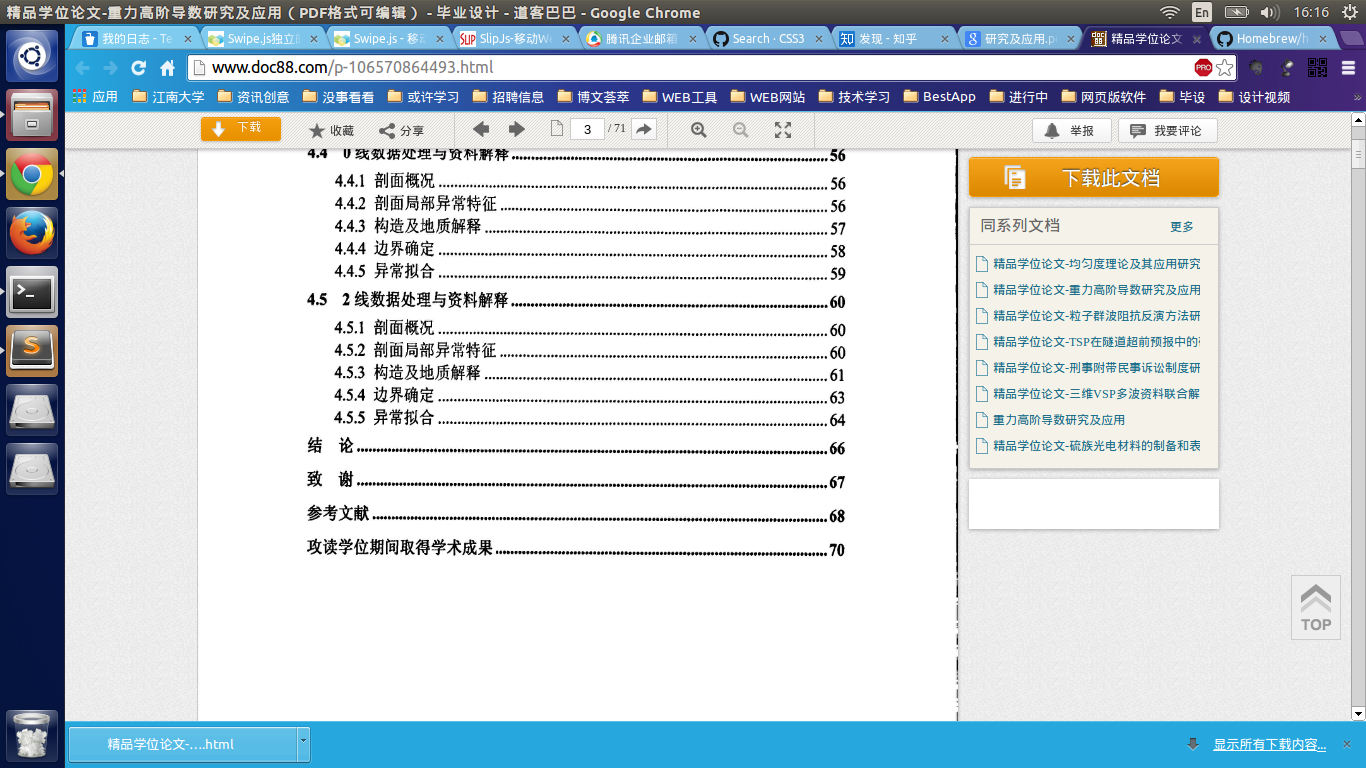 精品学位论文-重力高阶导数研究及应用（PDF格式可编辑） - 毕业设计 - 道客巴巴 - Google Chrome
En
16:16
我的日志 - Te
Swipe.js独立的
Swipe.js - 移动
SLIP
SlipJs-移动We
腾讯企业邮箱
Search · CSS3
知
发现 - 知乎
研究及应用.pd
精品学位论文
Homebrew/h
www.doc88.com/p-106570864493.html
PRO
应用
江南大学
资讯创意
没事看看
或许学习
招聘信息
博文荟萃
WEB工具
WEB网站
技术学习
BestApp
进行中
网页版软件
毕设
设计视频
»
下载
收藏
分享
3 / 71
举报
我要评论
4.4 0线数据处理与资料解释 56
4.4.1 剖面概况 56
4.4.2 剖面局部异常特征 56
4.4.3 构造及地质解释 57
4.4.4 边界确定 58
4.4.5 异常拟合 59
4.5 2线数据处理与资料解释 60
4.5.1 剖面概况 60
4.5.2 剖面局部异常特征 60
4.5.3 构造及地质解释 61
4.5.4 边界确定 63
4.5.5 异常拟合 64
结 论 66
致 谢 67
参考文献 68
攻读学位期间取得学术成果 70
下载此文档
同系列文档
更多
精品学位论文-均匀度理论及其应用研究
精品学位论文-重力高阶导数研究及应用
精品学位论文-粒子群波阻抗反演方法研
精品学位论文-TSP在隧道超前预报中的
精品学位论文-刑事附带民事诉讼制度研
精品学位论文-三维VSP多波资料联合解
重力高阶导数研究及应用
精品学位论文-硫族光电材料的制备和表
TOP
精品学位论文-....html
显示所有下载内容...